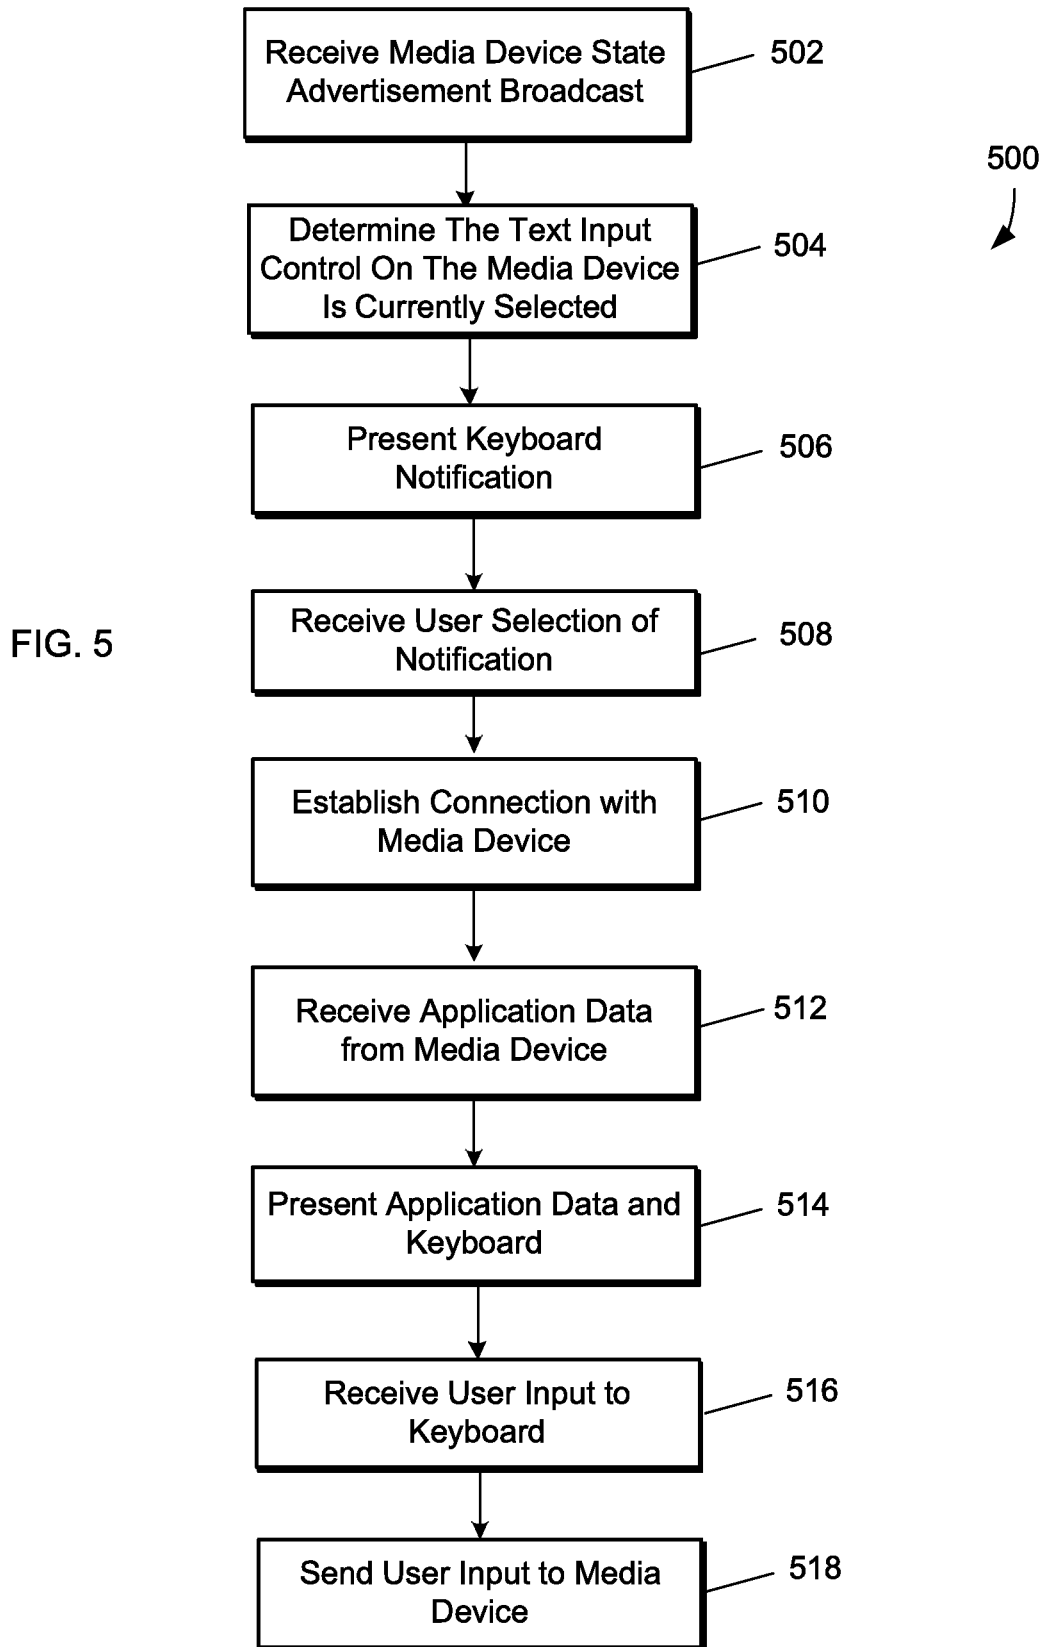 Receive Media Device State
Advertisement Broadcast
502
500
Determine The Text Input
Control On The Media Device
Is Currently Selected
504
Present Keyboard
Notification
506
FIG. 5
Receive User Selection of
Notification
508
Establish Connection with
Media Device
510
Receive Application Data
from Media Device
512
Present Application Data and
Keyboard
514
Receive User Input to
Keyboard
516
Send User Input to Media
Device
518